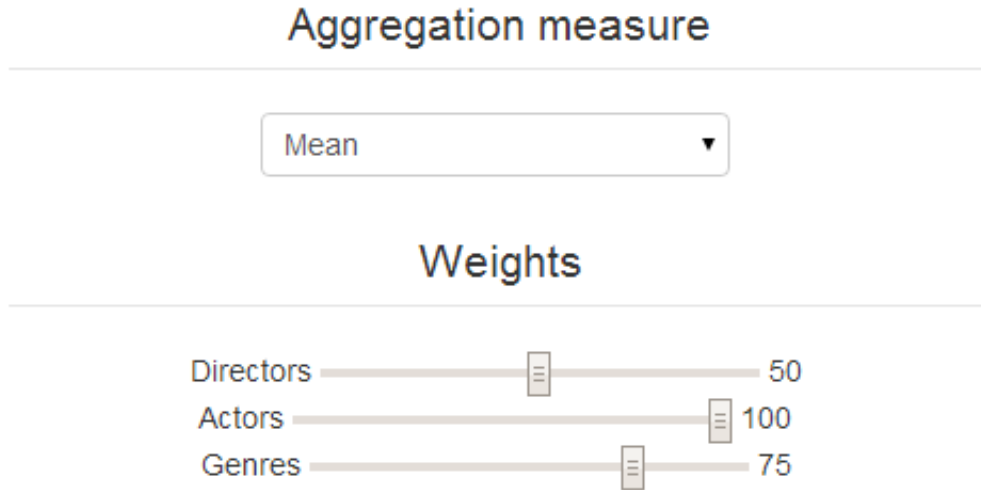 Aggregation measure
Mean
Weights
Directors 50
Actors 100
Genres 75